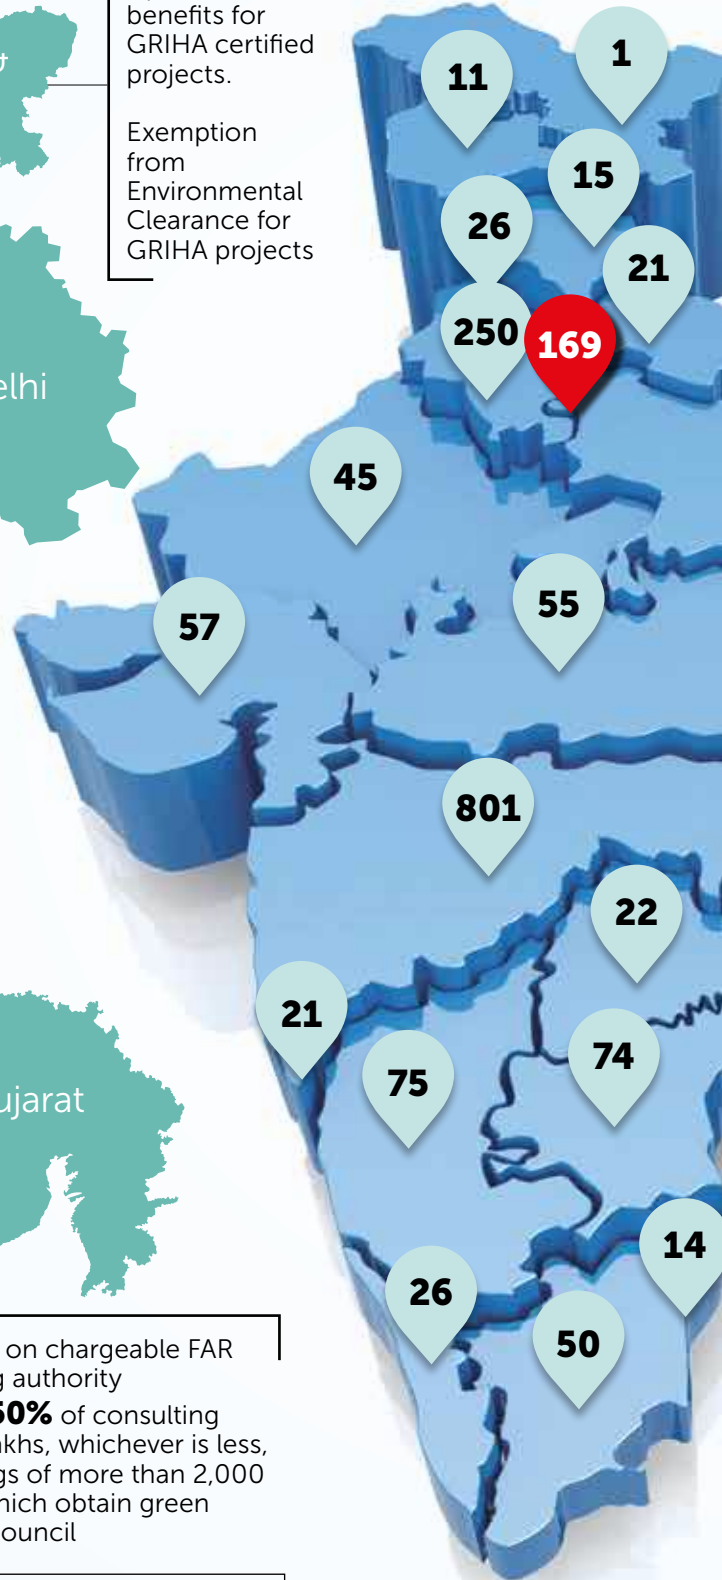 benefits for
GRIHA certified
projects.
Exemption
from
Environmental
Clearance for
GRIHA projects
11
1
15
26
21
250
169
elhi
45
57
55
801
22
21
75
74
ujarat
14
26
50
on chargeable FAR
g authority
50% of consulting
akhs, whichever is less,
gs of more than 2,000
hich obtain green
ouncil